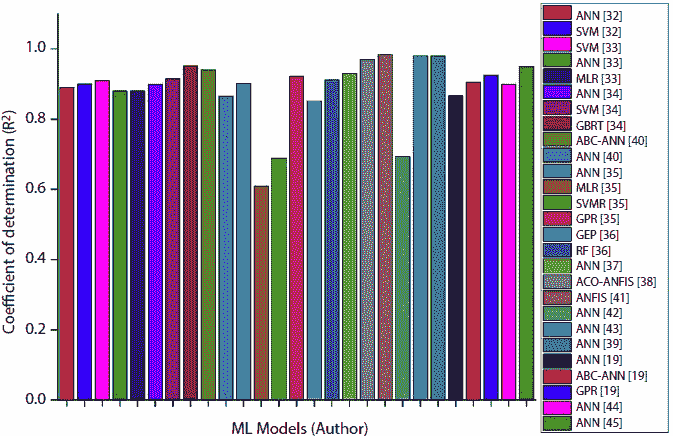 Coefficient of determination (R²)
1.0
0.8
0.6
0.4
0.2
0.0
ML Models (Author)
ANN [32]
SVM [32]
SVM [33]
ANN [33]
MLR [33]
ANN [34]
SVM [34]
GBRT [34]
ABC-ANN [40]
ANN [40]
ANN [35]
MLR [35]
SVMR [35]
GPR [35]
GEP [36]
RF [36]
ANN [37]
ACO-ANFIS [38]
ANFIS [41]
ANN [42]
ANN [43]
ANN [39]
ANN [19]
ABC-ANN [19]
GPR [19]
ANN [44]
ANN [45]